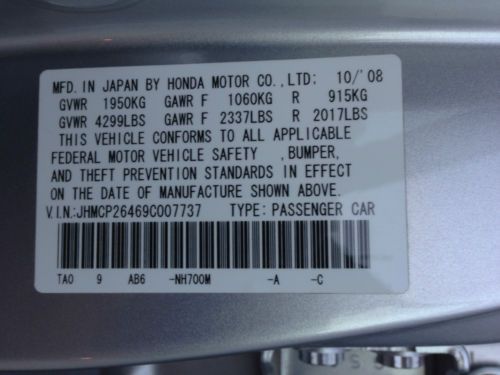 MFD. IN JAPAN BY HONDA MOTOR CO., LTD: 10/'08
GVWR 1950KG GAWR F 1060KG R 915KG
GVWR 4299LBS GAWR F 2337LBS R 2017LBS
THIS VEHICLE CONFORMS TO ALL APPLICABLE
FEDERAL MOTOR VEHICLE SAFETY ,BUMPER,
AND THEFT PREVENTION STANDARDS IN EFFECT
ON THE DATE OF MANUFACTURE SHOWN ABOVE.
V.I.N.:JHMCP26469C007737 TYPE: PASSENGER CAR
TA0 9 AB6 -NH700M -A -C